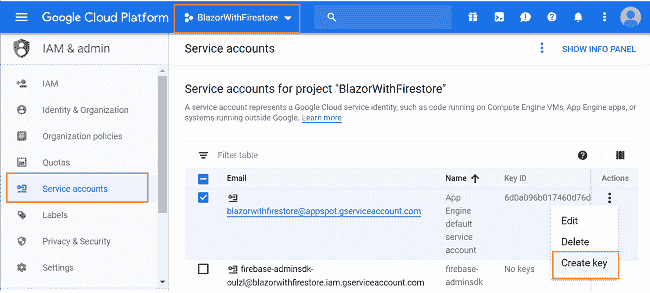 Google Cloud Platform
BlazorWithFirestore
IAM & admin
Service accounts
SHOW INFO PANEL
IAM
Identity & Organization
Organization policies
Quotas
Service accounts
Labels
Privacy & Security
Settings
Service accounts for project "BlazorWithFirestore"
A service account represents a Google Cloud service identity, such as code running on Compute Engine VMs, App Engine apps, or
systems running outside Google. Learn more
Filter table
Email Name Key ID Actions
blazorwithfirestore@appspot.gserviceaccount.com
App
Engine
default
service
account
6d0a096b017460d76d
Edit
Delete
Create key
firebase-adminsdk-
oulzl@blazorwithfirestore.iam.gserviceaccount.com
firebase-
adminsdk
No keys